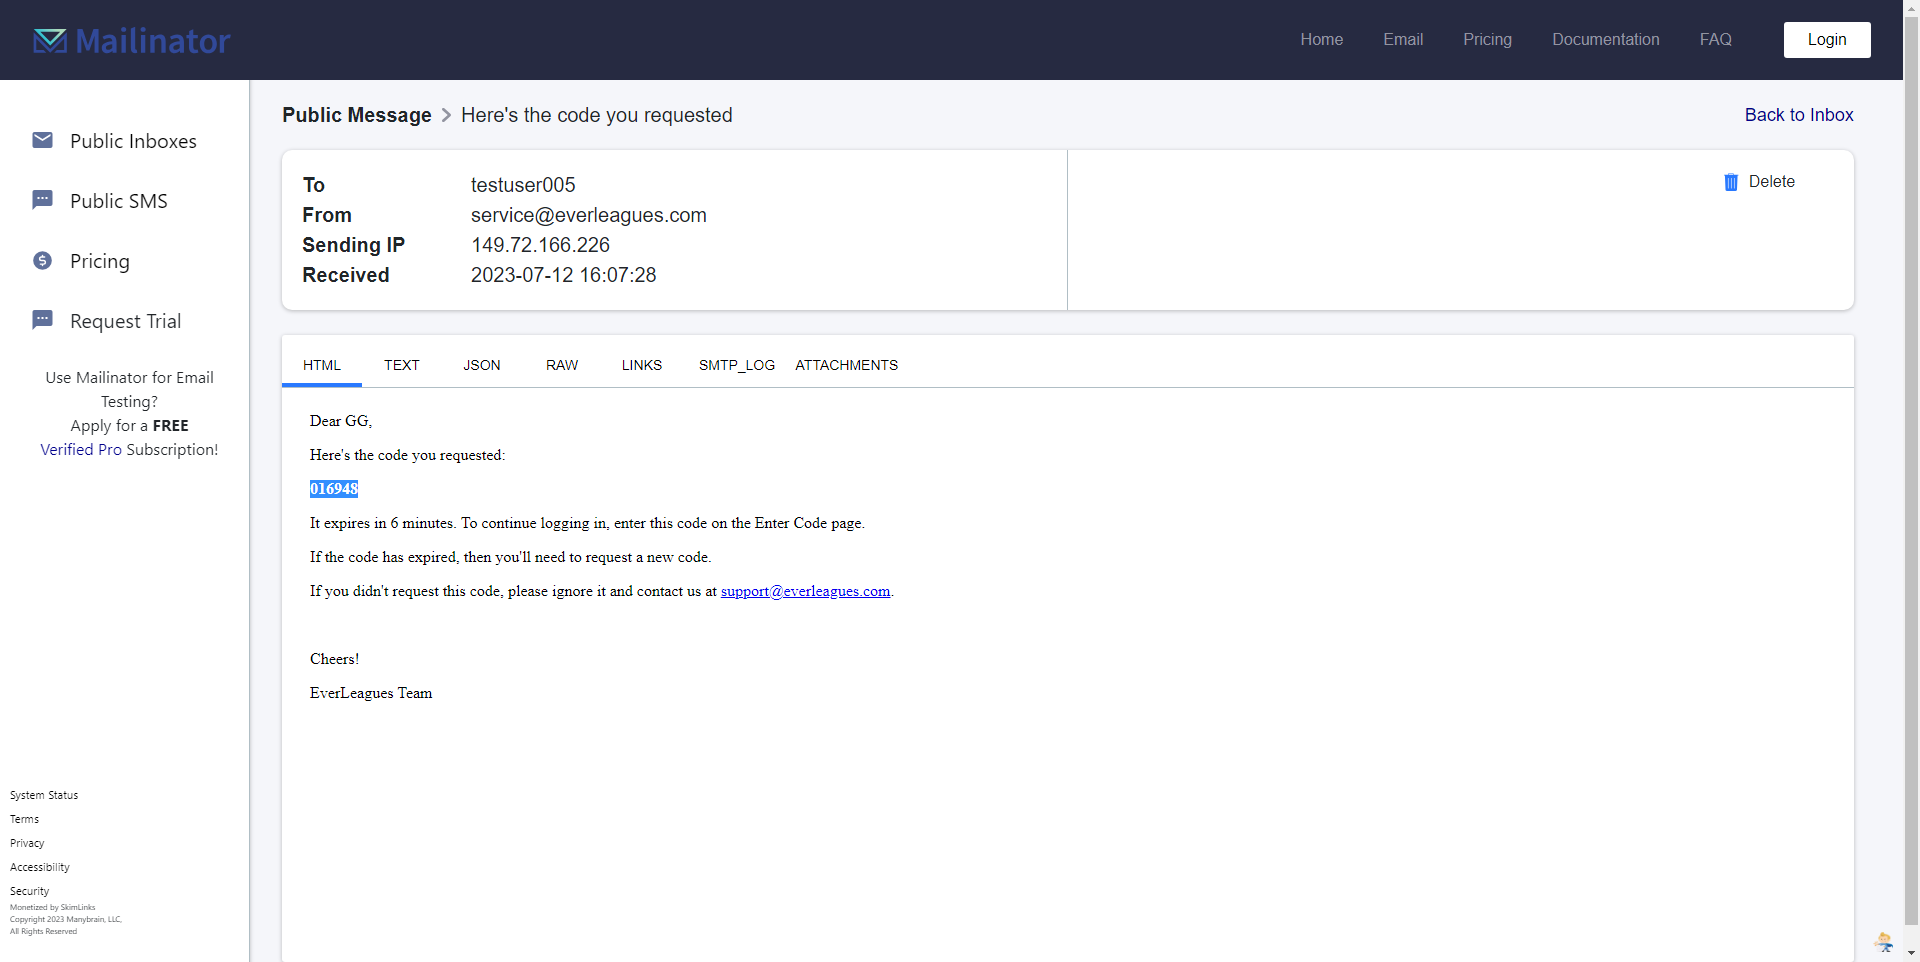 Mailinator
Home
Email
Pricing
Documentation
FAQ
Login
Public Inboxes
Public SMS
Pricing
Request Trial
Use Mailinator for Email
Testing?
Apply for a FREE
Verified Pro Subscription!
System Status
Terms
Privacy
Accessibility
Security
Monetized by SkimLinks
Copyright 2023 Manybrain, LLC,
All Rights Reserved
Public Message > Here's the code you requested
Back to Inbox
To testuser005
From service@everleagues.com
Sending IP 149.72.166.226
Received 2023-07-12 16:07:28
Delete
HTML
TEXT
JSON
RAW
LINKS
SMTP_LOG
ATTACHMENTS
Dear GG,
Here's the code you requested:
016948
It expires in 6 minutes. To continue logging in, enter this code on the Enter Code page.
If the code has expired, then you'll need to request a new code.
If you didn't request this code, please ignore it and contact us at support@everleagues.com.
Cheers!
EverLeagues Team